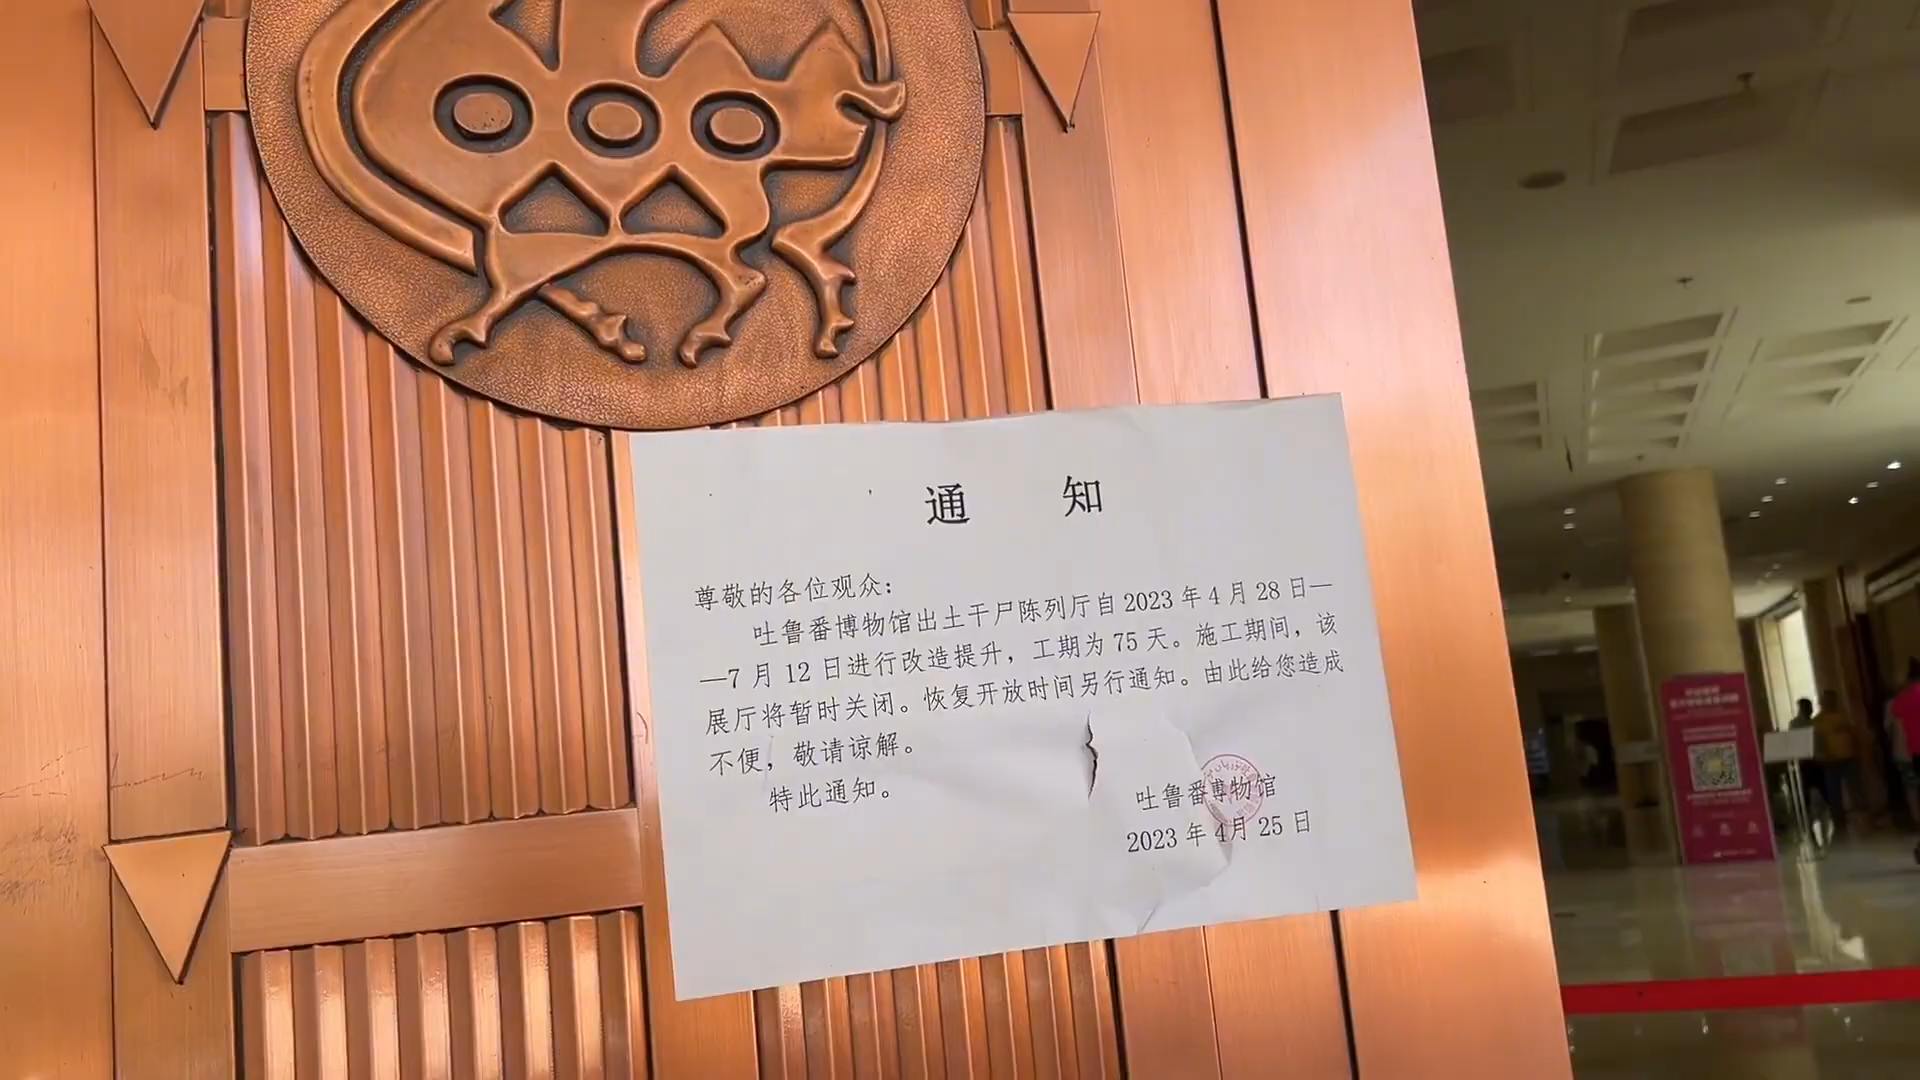 通知
尊敬的各位观众：
吐鲁番博物馆出土干尸陈列厅自2023年4月28日—
—7月12日进行改造提升，工期为75天。施工期间，该
展厅将暂时关闭。恢复开放时间另行通知。由此给您造成
不便，敬请谅解。
特此通知。
吐鲁番博物馆
2023年4月25日